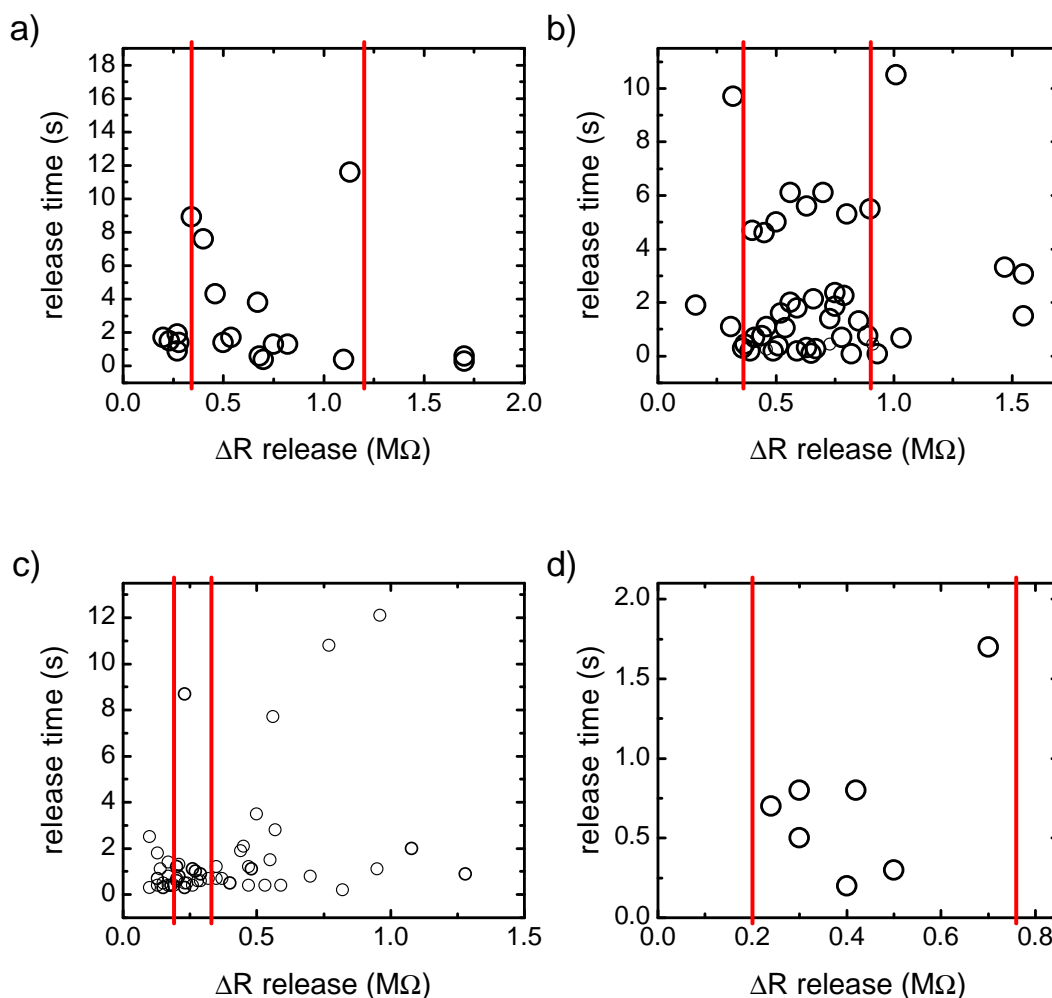 a)
release time (s)
18
16
14
12
10
8
6
4
2
0
0.0 0.5 1.0 1.5 2.0
ΔR release (MΩ)
b)
release time (s)
10
8
6
4
2
0
0.0 0.5 1.0 1.5
ΔR release (MΩ)
c)
release time (s)
12
10
8
6
4
2
0
0.0 0.5 1.0 1.5
ΔR release (MΩ)
d)
release time (s)
2.0
1.5
1.0
0.5
0.0
0.0 0.2 0.4 0.6 0.8
ΔR release (MΩ)